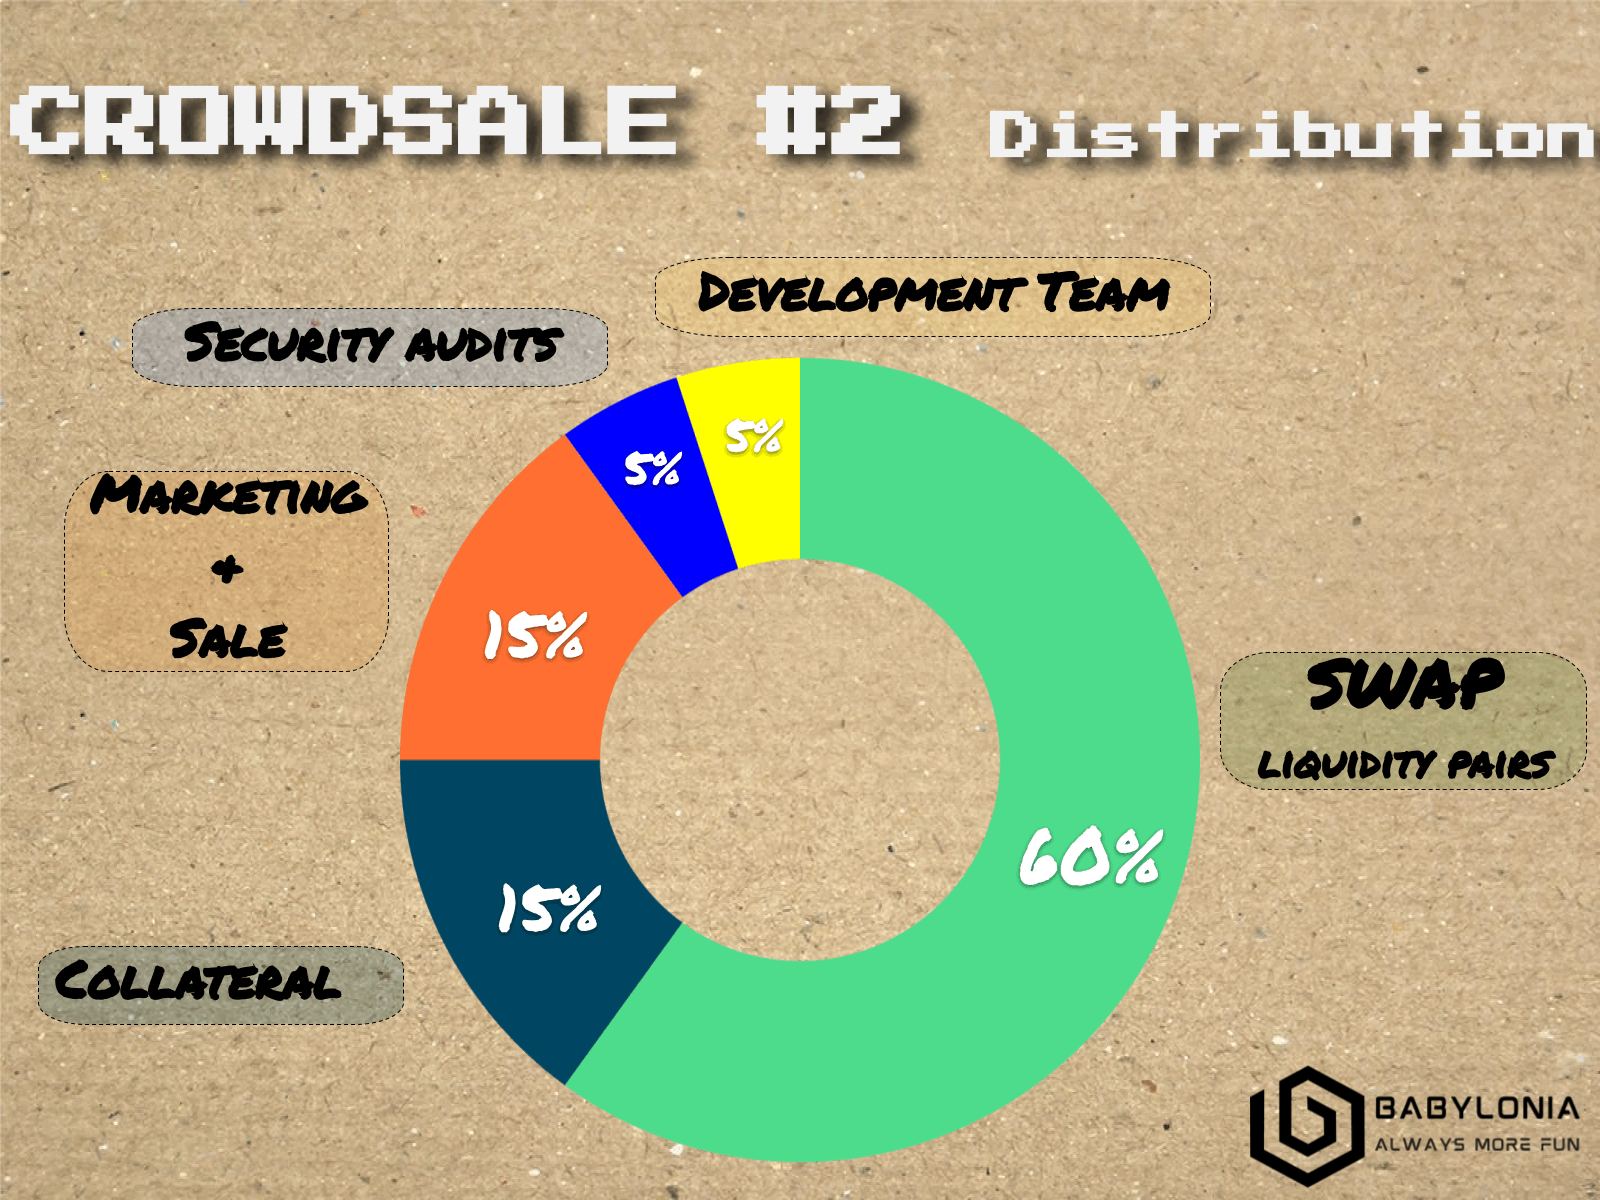 CROWDSALE #2 Distribution
Development Team
Security audits
5%
5%
Marketing
&
Sale
15%
SWAP
liquidity pairs
60%
15%
Collateral
BABYLONIA
ALWAYS MORE FUN